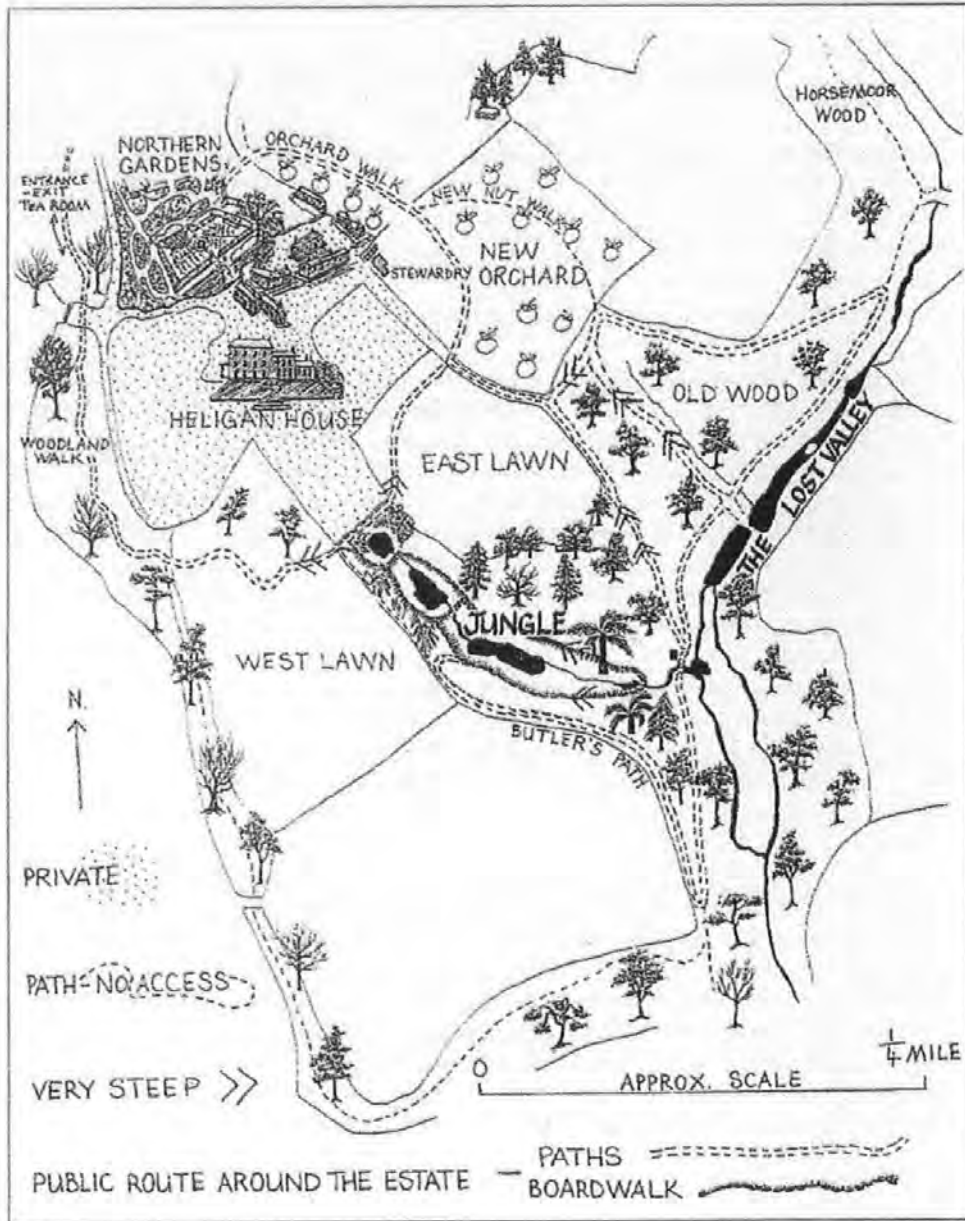 HORSEMOOR
WOOD
NORTHERN
GARDENS
ORCHARD WALK
ENTRANCE
-EXIT
TEA ROOM
NEW NUT WALK
NEW
ORCHARD
STEWARDRY
OLD WOOD
HELIGAN HOUSE
WOODLAND
WALK
EAST LAWN
THE LOST VALLEY
JUNGLE
WEST LAWN
BUTLER'S PATH
N.
PRIVATE
PATH-NO ACCESS
VERY STEEP >>
0
1/4 MILE
APPROX. SCALE
PUBLIC ROUTE AROUND THE ESTATE - PATHS
BOARDWALK